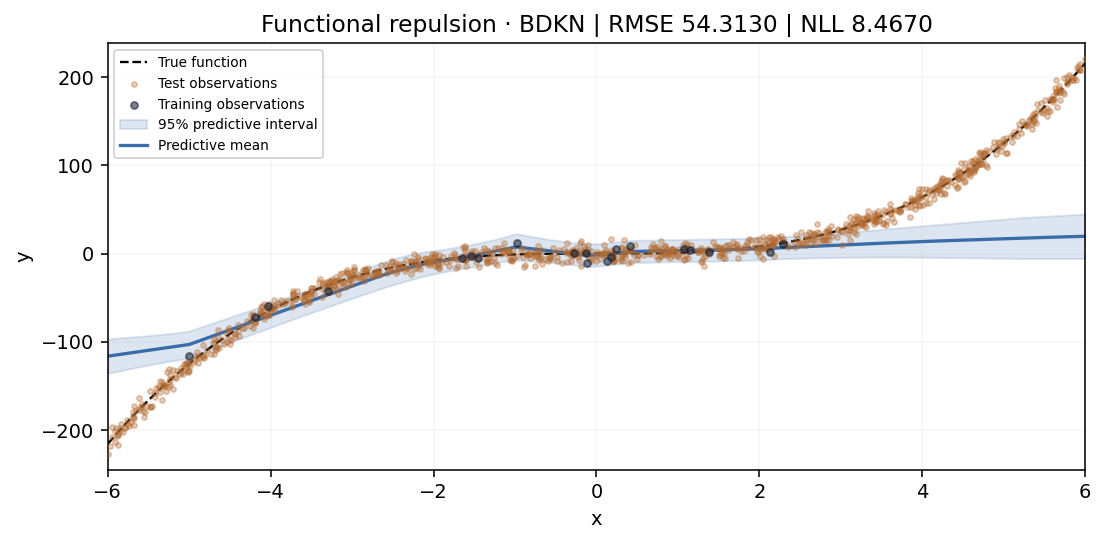 Functional repulsion · BDKN | RMSE 54.3130 | NLL 8.4670
True function
Test observations
Training observations
95% predictive interval
Predictive mean
200
100
0
−100
−200
y
−6 −4 −2 0 2 4 6
x